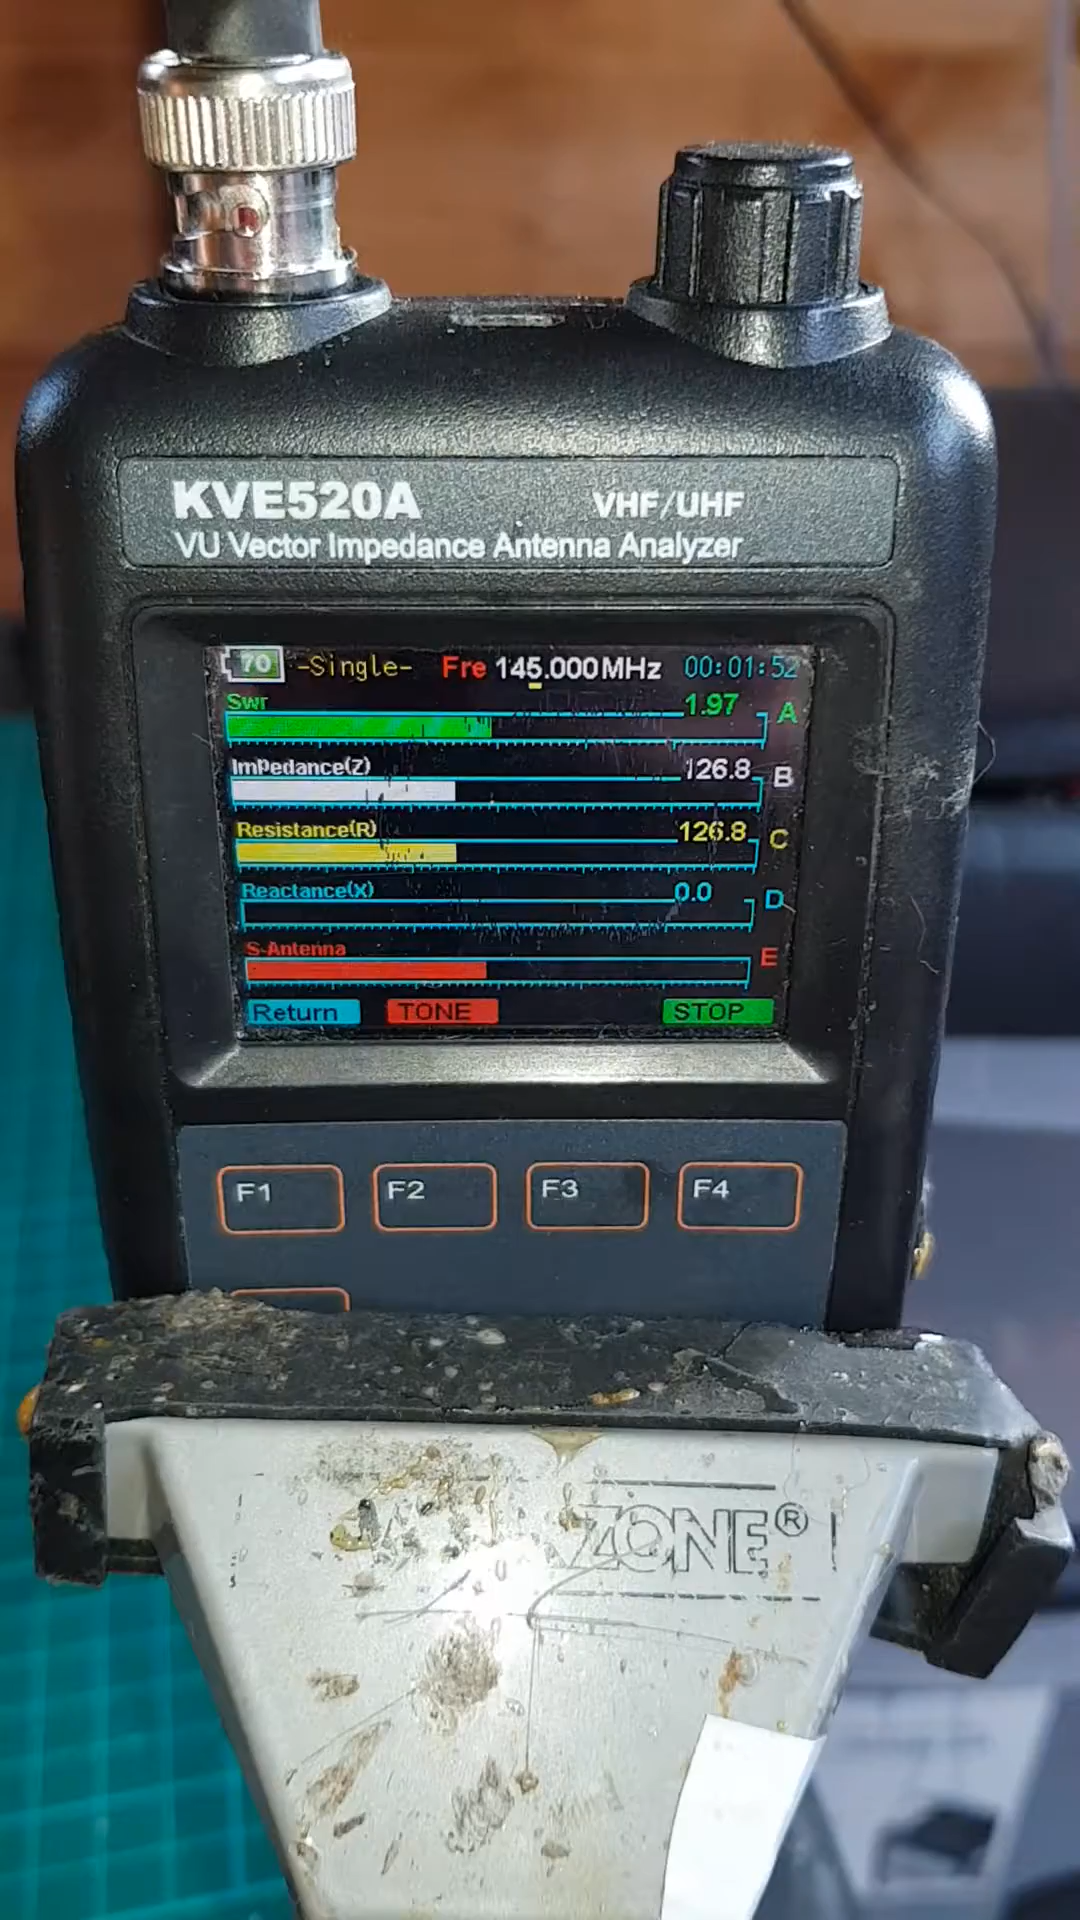 KVE520A VHF/UHF
VU Vector Impedance Antenna Analyzer
70 -Single- Fre 145.000MHz 00:01:52
Swr 1.97 A
Impedance(Z) 126.8 B
Resistance(R) 126.8 C
Reactance(X) 0.0 D
S-Antenna E
Return TONE STOP
F1 F2 F3 F4
ZONE®